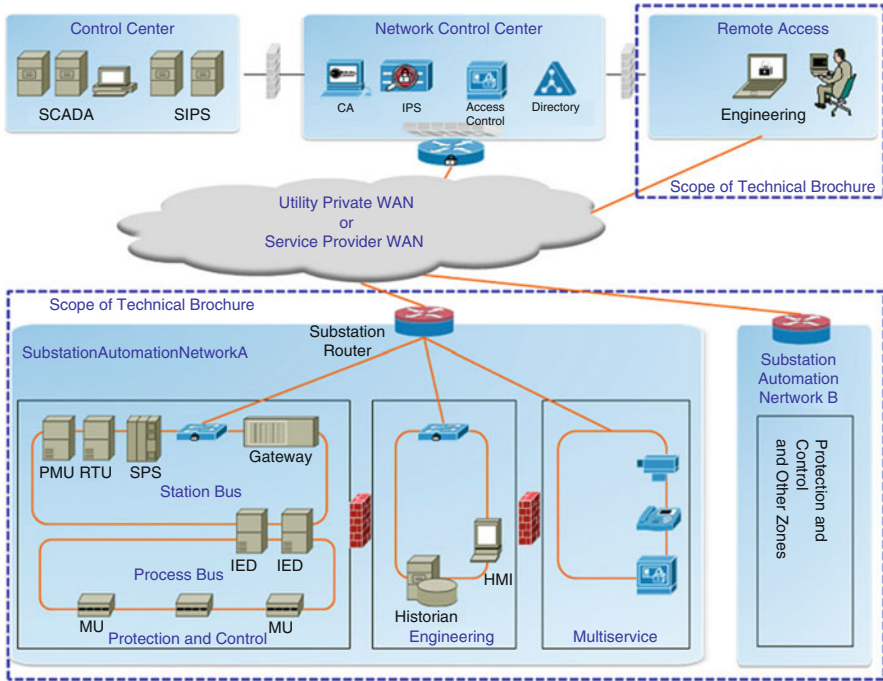 Control Center
SCADA
SIPS
Network Control Center
CA
IPS
Access
Control
Directory
Remote Access
Engineering
Scope of Technical Brochure
Utility Private WAN
or
Service Provider WAN
Scope of Technical Brochure
SubstationAutomationNetworkA
Substation
Router
PMU
RTU
SPS
Gateway
Station Bus
IED
IED
Process Bus
MU
MU
Protection and Control
HMI
Historian
Engineering
Multiservice
Substation
Automation
Nertwork B
Protection and
Control
and Other Zones